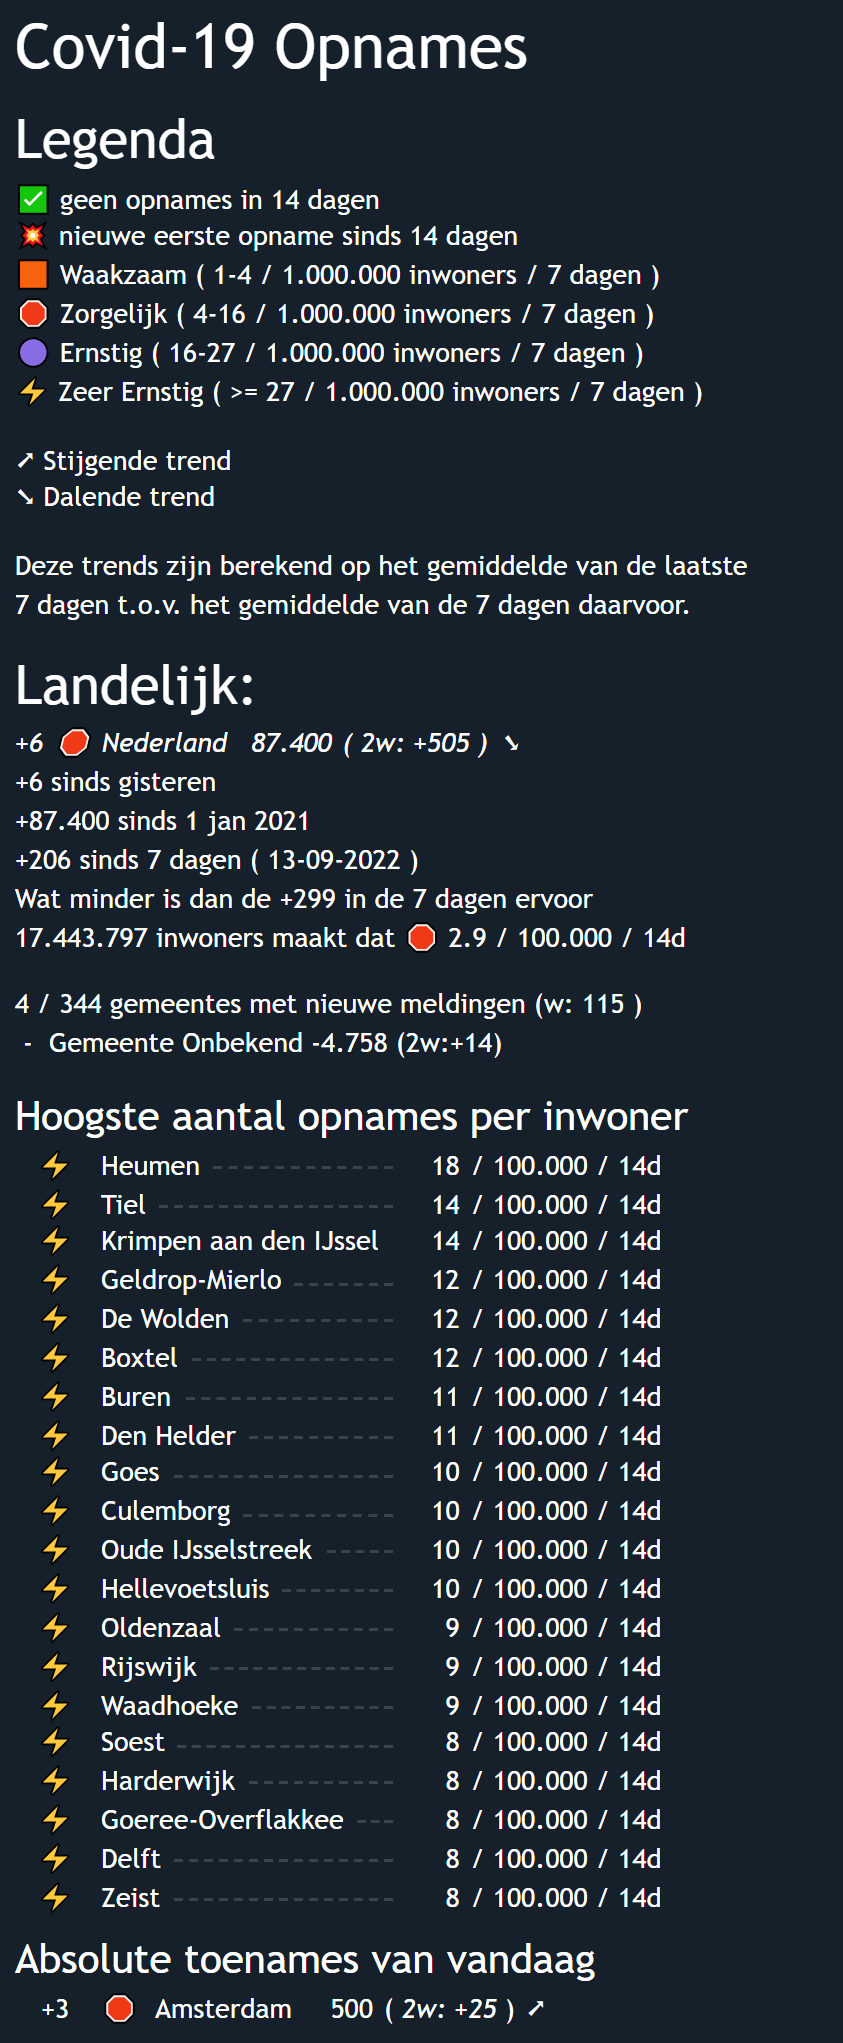 Covid-19 Opnames
Legenda
✅ geen opnames in 14 dagen
💥 nieuwe eerste opname sinds 14 dagen
🟧 Waakzaam ( 1-4 / 1.000.000 inwoners / 7 dagen )
🛑 Zorgelijk ( 4-16 / 1.000.000 inwoners / 7 dagen )
🟣 Ernstig ( 16-27 / 1.000.000 inwoners / 7 dagen )
⚡ Zeer Ernstig ( >= 27 / 1.000.000 inwoners / 7 dagen )
➚ Stijgende trend
➘ Dalende trend
Deze trends zijn berekend op het gemiddelde van de laatste
7 dagen t.o.v. het gemiddelde van de 7 dagen daarvoor.
Landelijk:
+6 🛑 Nederland 87.400 ( 2w: +505 ) ➘
+6 sinds gisteren
+87.400 sinds 1 jan 2021
+206 sinds 7 dagen ( 13-09-2022 )
Wat minder is dan de +299 in de 7 dagen ervoor
17.443.797 inwoners maakt dat 🛑 2.9 / 100.000 / 14d
4 / 344 gemeentes met nieuwe meldingen (w: 115 )
- Gemeente Onbekend -4.758 (2w:+14)
Hoogste aantal opnames per inwoner
⚡ Heumen -------------- 18 / 100.000 / 14d
⚡ Tiel ------------------ 14 / 100.000 / 14d
⚡ Krimpen aan den IJssel 14 / 100.000 / 14d
⚡ Geldrop-Mierlo ------- 12 / 100.000 / 14d
⚡ De Wolden ----------- 12 / 100.000 / 14d
⚡ Boxtel --------------- 12 / 100.000 / 14d
⚡ Buren ---------------- 11 / 100.000 / 14d
⚡ Den Helder ----------- 11 / 100.000 / 14d
⚡ Goes ----------------- 10 / 100.000 / 14d
⚡ Culemborg ----------- 10 / 100.000 / 14d
⚡ Oude IJsselstreek ----- 10 / 100.000 / 14d
⚡ Hellevoetsluis -------- 10 / 100.000 / 14d
⚡ Oldenzaal ------------ 9 / 100.000 / 14d
⚡ Rijswijk -------------- 9 / 100.000 / 14d
⚡ Waadhoeke ----------- 9 / 100.000 / 14d
⚡ Soest ---------------- 8 / 100.000 / 14d
⚡ Harderwijk ----------- 8 / 100.000 / 14d
⚡ Goeree-Overflakkee --- 8 / 100.000 / 14d
⚡ Delft ----------------- 8 / 100.000 / 14d
⚡ Zeist ----------------- 8 / 100.000 / 14d
Absolute toenames van vandaag
+3 🛑 Amsterdam 500 ( 2w: +25 ) ➚